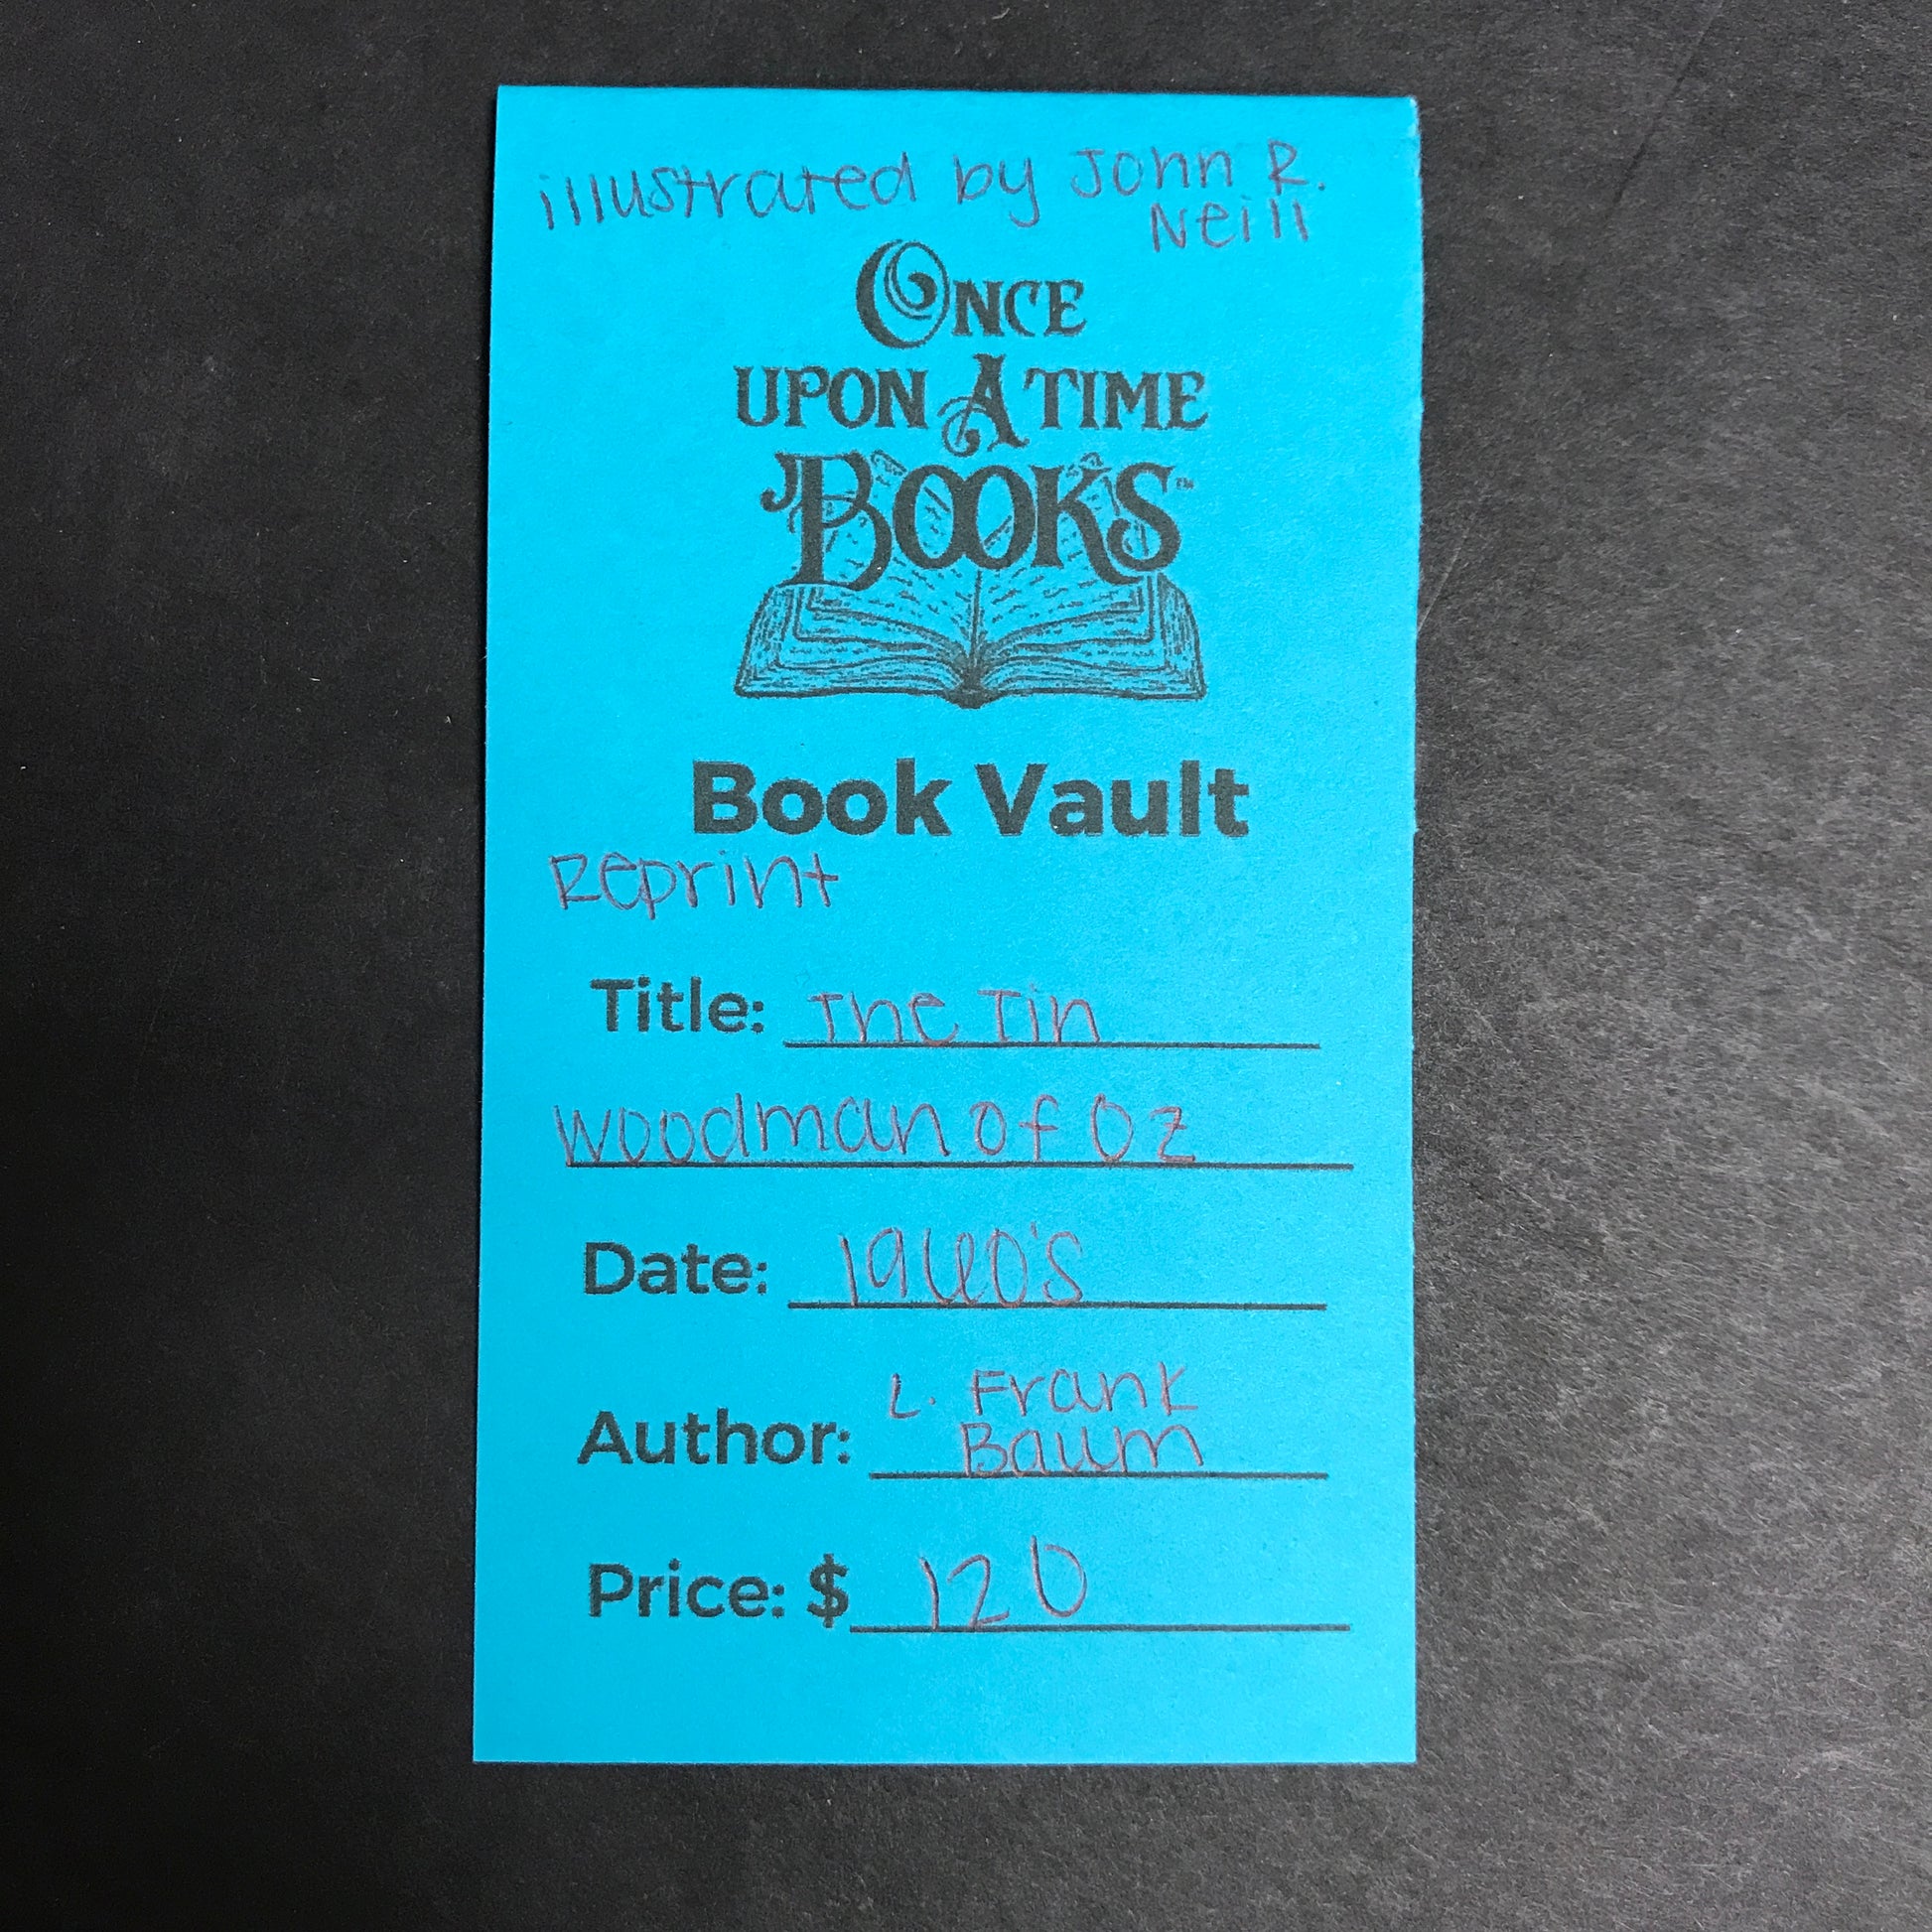 illustrated by John R.
Neill
ONCE
UPON A TIME
BOOKS™
Book Vault
Reprint
Title: The Tin
Woodman of Oz
Date: 1960's
Author: L. Frank
Baum
Price: $ 120